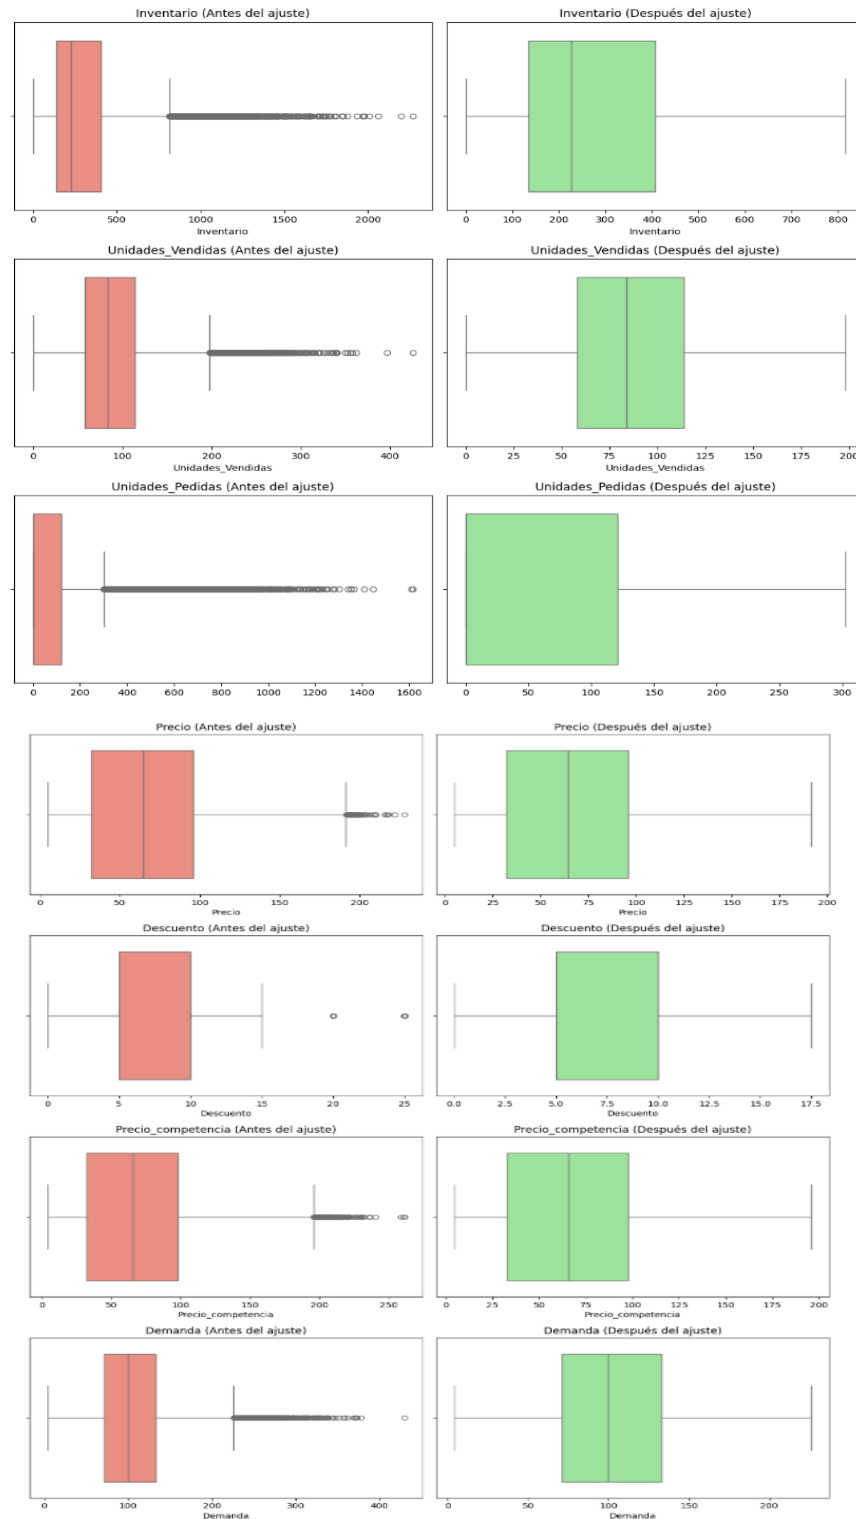 Inventario (Antes del ajuste) Inventario (Después del ajuste)
0 500 1000 1500 2000 0 100 200 300 400 500 600 700 800
Inventario Inventario
Unidades_Vendidas (Antes del ajuste) Unidades_Vendidas (Después del ajuste)
0 100 200 300 400 0 25 50 75 100 125 150 175 200
Unidades_Vendidas Unidades_Vendidas
Unidades_Pedidas (Antes del ajuste) Unidades_Pedidas (Después del ajuste)
0 200 400 600 800 1000 1200 1400 1600 0 50 100 150 200 250 300
Precio (Antes del ajuste) Precio (Después del ajuste)
0 50 100 150 200 0 25 50 75 100 125 150 175 200
Precio Precio
Descuento (Antes del ajuste) Descuento (Después del ajuste)
0 5 10 15 20 25 0.0 2.5 5.0 7.5 10.0 12.5 15.0 17.5
Descuento Descuento
Precio_competencia (Antes del ajuste) Precio_competencia (Después del ajuste)
0 50 100 150 200 250 0 25 50 75 100 125 150 175 200
Precio_competencia Precio_competencia
Demanda (Antes del ajuste) Demanda (Después del ajuste)
0 100 200 300 400 0 50 100 150 200
Demanda Demanda